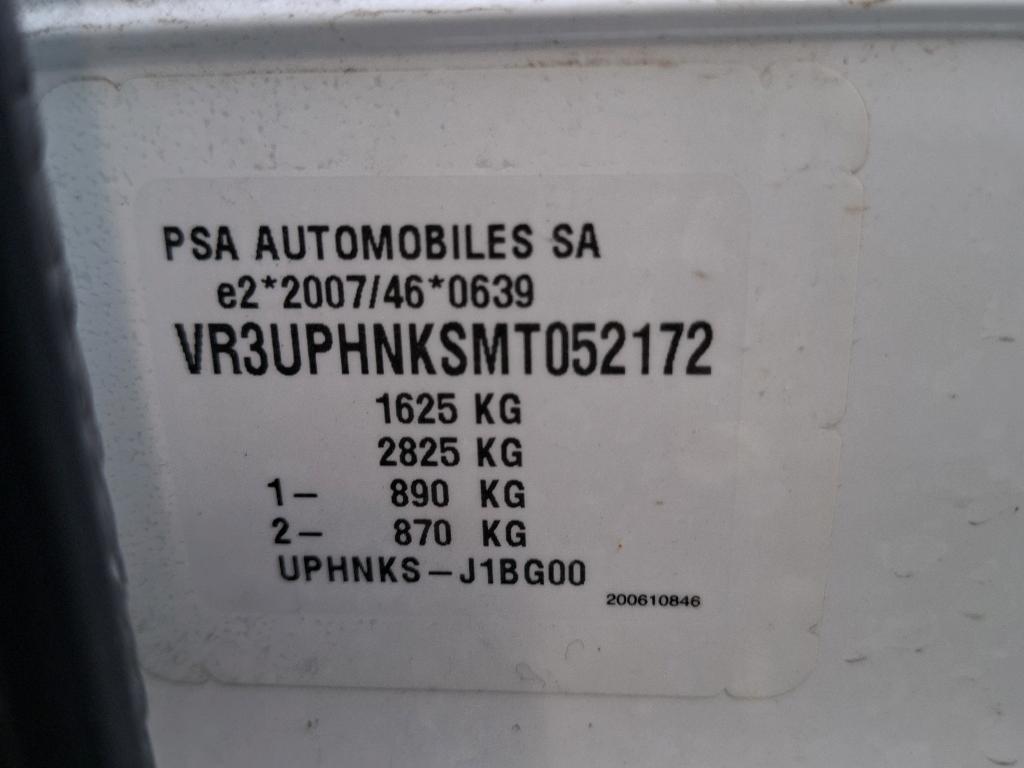 PSA AUTOMOBILES SA
e2*2007/46*0639
VR3UPHNKSMT052172
1625 KG
2825 KG
1- 890 KG
2- 870 KG
UPHNKS-J1BG00
200610846